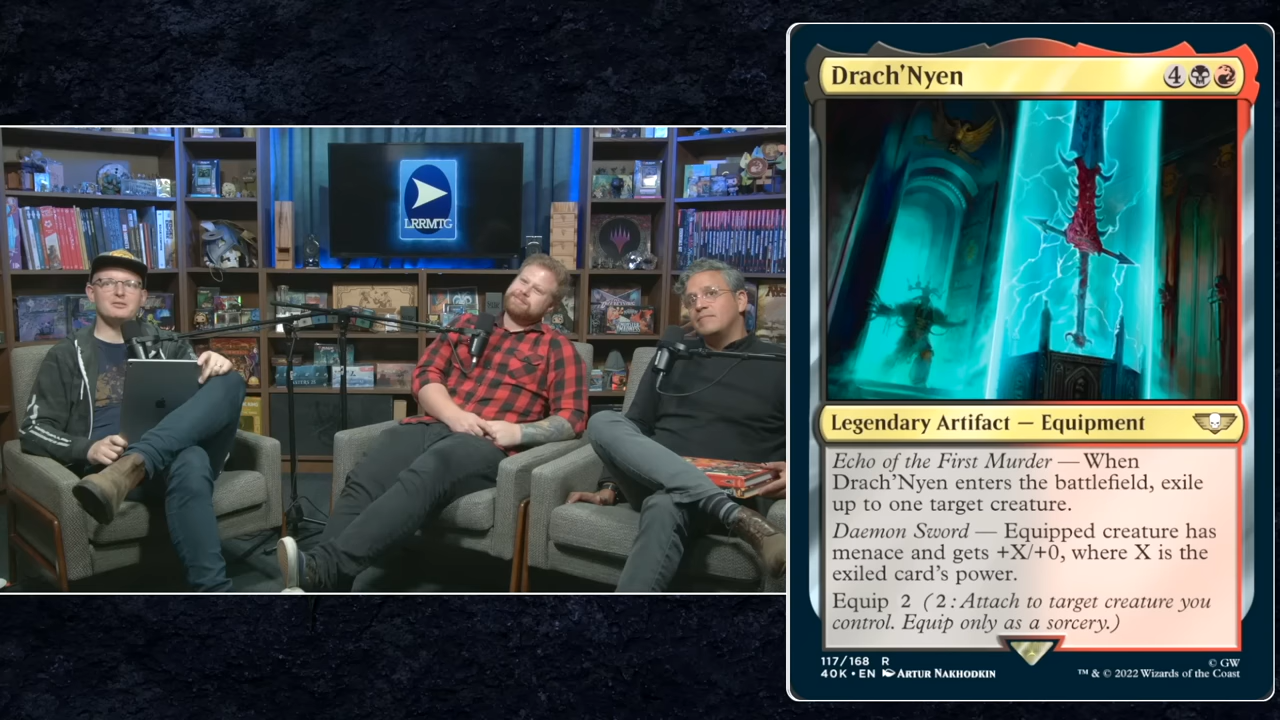 LRRMTG
Drach'Nyen
4
Legendary Artifact — Equipment
Echo of the First Murder — When
Drach'Nyen enters the battlefield, exile
up to one target creature.
Daemon Sword — Equipped creature has
menace and gets +X/+0, where X is the
exiled card's power.
Equip 2 (2: Attach to target creature you
control. Equip only as a sorcery.)
117/168 R
40K • EN Artur Nakhodkin
© GW
™ & © 2022 Wizards of the Coast